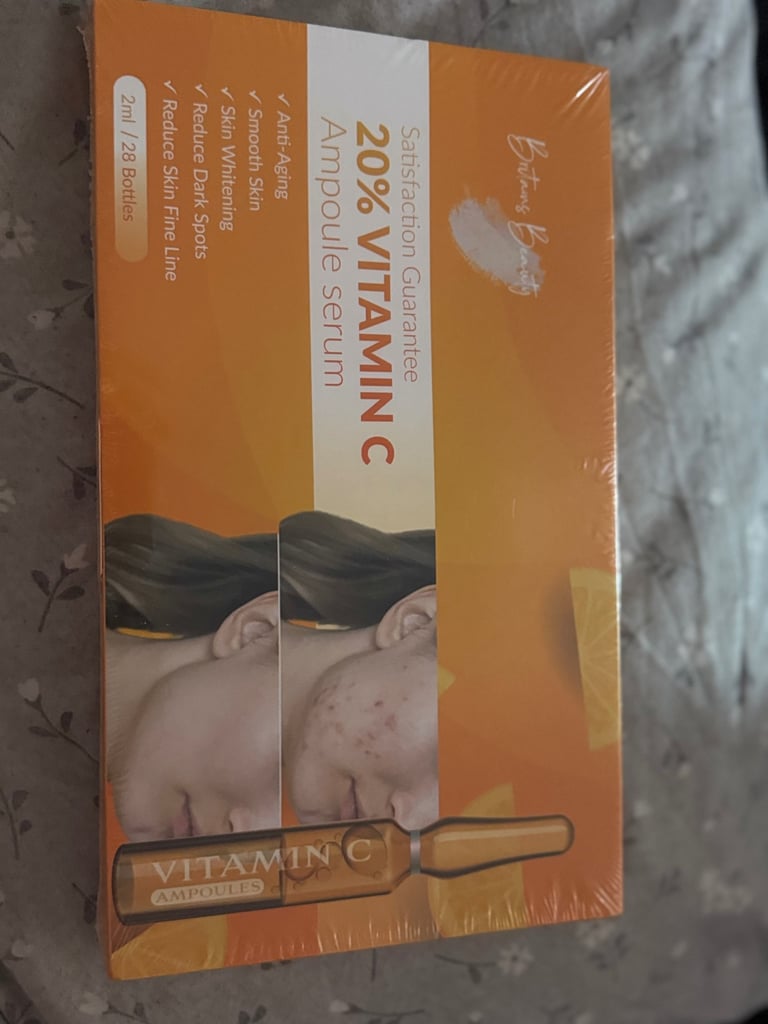 Beauty
Satisfaction Guarantee
20% VITAMIN C
Ampoule serum
✓ Anti-Aging
✓ Smooth Skin
✓ Skin Whitening
✓ Reduce Dark Spots
✓ Reduce Skin Fine Line
2ml / 28 Bottles
VITAMIN C
AMPOULES